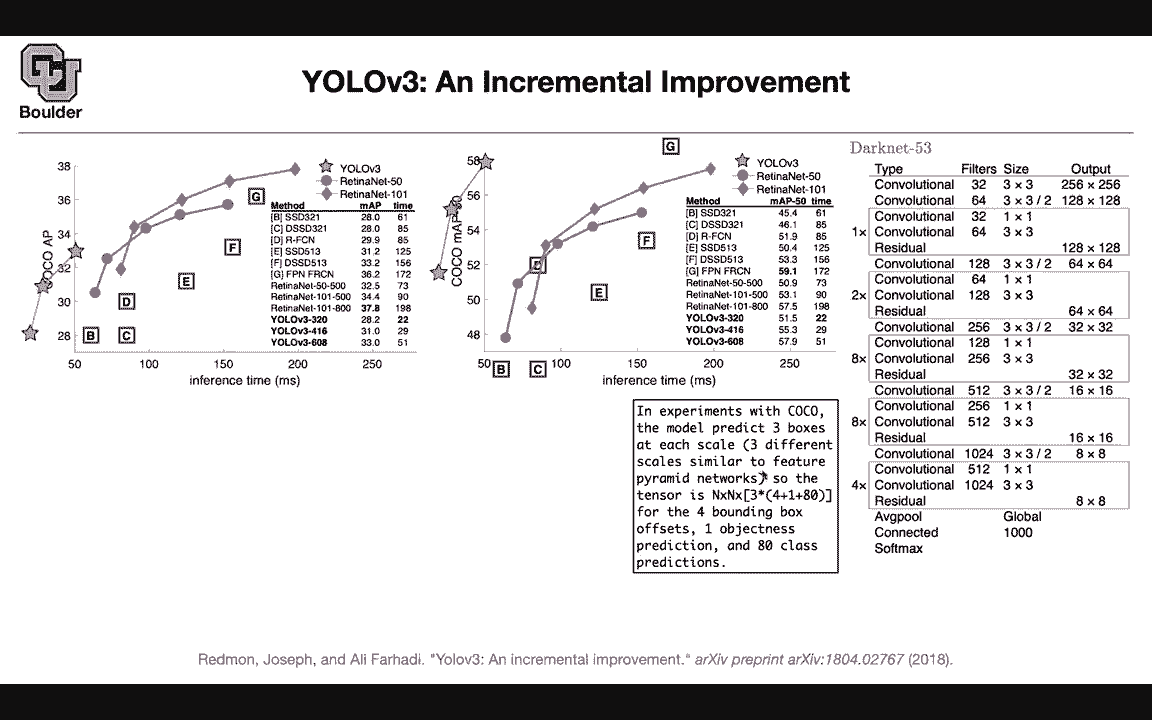 YOLOv3: An Incremental Improvement
Boulder
38
36
34
32
30
28
COCO AP
50 100 150 200 250
inference time (ms)
B
C
D
E
F
G
YOLOv3
RetinaNet-50
RetinaNet-101
Method mAP time
[B] SSD321 28.0 61
[C] DSSD321 28.0 85
[D] R-FCN 29.9 85
[E] SSD513 31.2 125
[F] DSSD513 33.2 156
[G] FPN FRCN 36.2 172
RetinaNet-50-500 32.5 73
RetinaNet-101-500 34.4 90
RetinaNet-101-800 37.8 198
YOLOv3-320 28.2 22
YOLOv3-416 31.0 29
YOLOv3-608 33.0 51
58
56
54
52
50
48
COCO
50 100 150 200 250
inference time (ms)
B
C
D
E
F
G
YOLOv3
RetinaNet-50
RetinaNet-101
Method mAP-50 time
[B] SSD321 45.4 61
[C] DSSD321 46.1 85
[D] R-FCN 51.9 85
[E] SSD513 50.4 125
[F] DSSD513 53.3 156
[G] FPN FRCN 59.1 172
RetinaNet-50-500 50.9 73
RetinaNet-101-500 53.1 90
RetinaNet-101-800 57.5 198
YOLOv3-320 51.5 22
YOLOv3-416 55.3 29
YOLOv3-608 57.9 51
In experiments with COCO,
the model predict 3 boxes
at each scale (3 different
scales similar to feature
pyramid networks) so the
tensor is NxNx[3*(4+1+80)]
for the 4 bounding box
offsets, 1 objectness
prediction, and 80 class
predictions.
Darknet-53
Type Filters Size Output
Convolutional 32 3 × 3 256 × 256
Convolutional 64 3 × 3 / 2 128 × 128
Convolutional 32 1 × 1
1× Convolutional 64 3 × 3
Residual 128 × 128
Convolutional 128 3 × 3 / 2 64 × 64
Convolutional 64 1 × 1
2× Convolutional 128 3 × 3
Residual 64 × 64
Convolutional 256 3 × 3 / 2 32 × 32
Convolutional 128 1 × 1
8× Convolutional 256 3 × 3
Residual 32 × 32
Convolutional 512 3 × 3 / 2 16 × 16
Convolutional 256 1 × 1
8× Convolutional 512 3 × 3
Residual 16 × 16
Convolutional 1024 3 × 3 / 2 8 × 8
Convolutional 512 1 × 1
4× Convolutional 1024 3 × 3
Residual 8 × 8
Avgpool Global
Connected 1000
Softmax
Redmon, Joseph, and Ali Farhadi. "Yolov3: An incremental improvement." arXiv preprint arXiv:1804.02767 (2018).